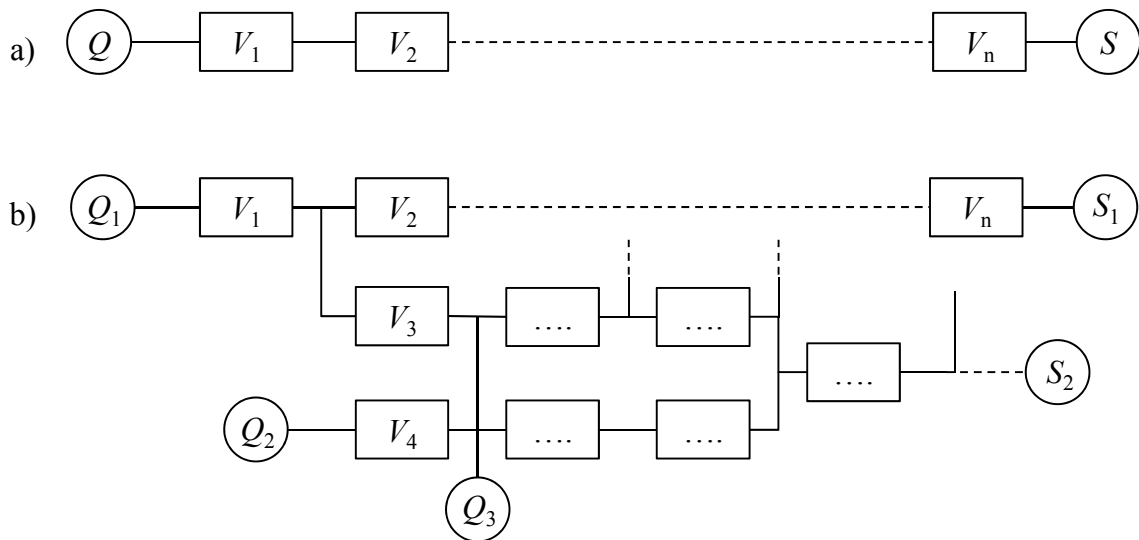 a) Q V₁ V₂ Vₙ S
b) Q₁ V₁ V₂ Vₙ S₁
V₃ .... ....
.... S₂
Q₂ V₄ .... ....
Q₃